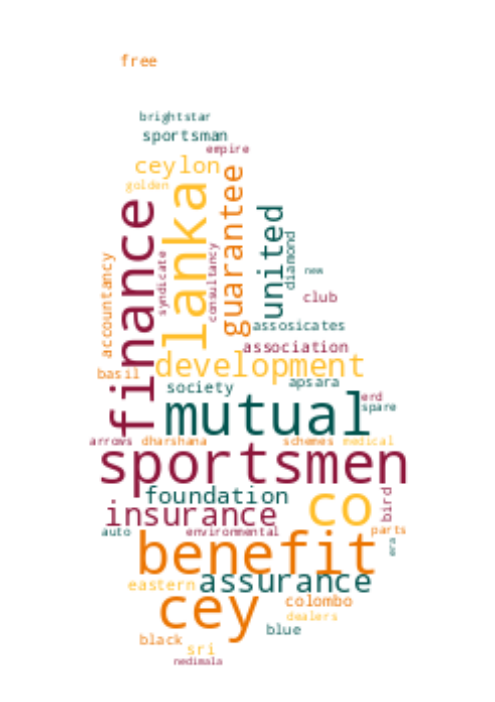 free
brightstar
sportsman
empire
ceylon
golden
finance
lanka
guarantee
united
diamond
syndicate
consultancy
accountancy
new
club
assosicates
association
development
basil
society
apsara
mutual
erd
spare
arrows
dharshana
schemes
medical
sportsmen
foundation
co
bird
insurance
auto
environmental
parts
era
benefit
eastern
assurance
cey
colombo
dealers
blue
black
sri
nedimala